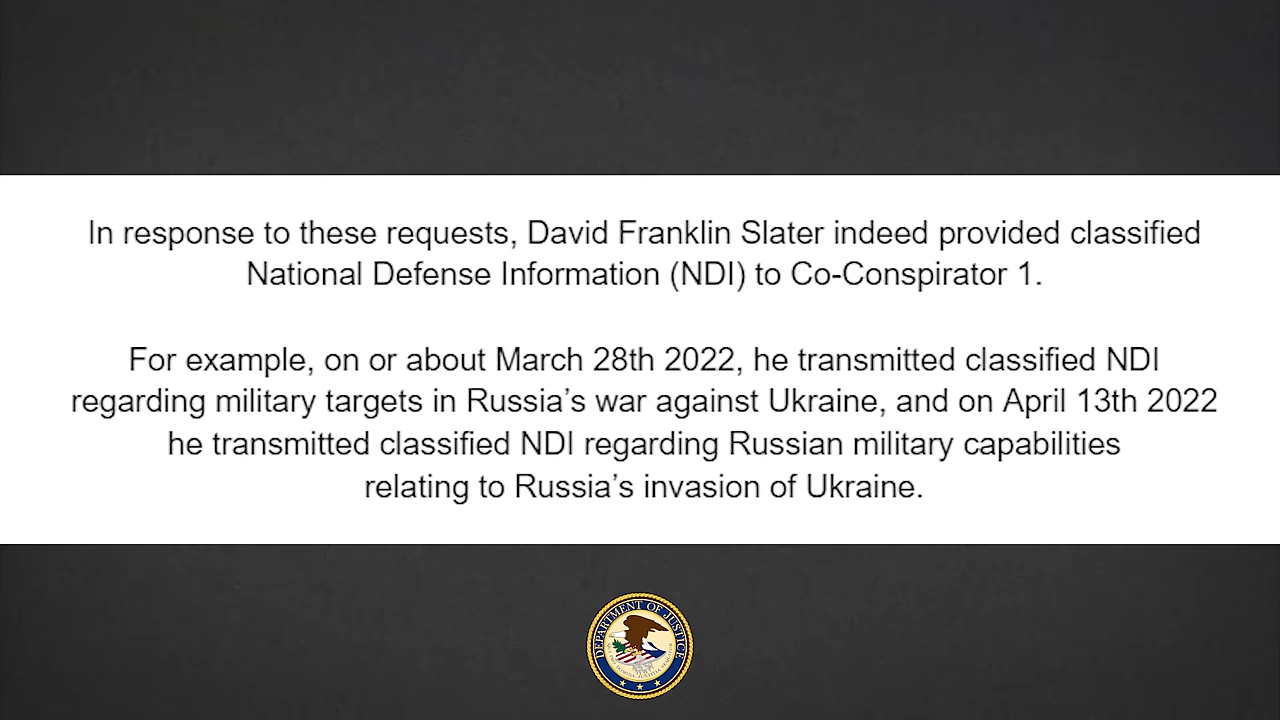 In response to these requests, David Franklin Slater indeed provided classified
National Defense Information (NDI) to Co-Conspirator 1.
For example, on or about March 28th 2022, he transmitted classified NDI
regarding military targets in Russia’s war against Ukraine, and on April 13th 2022
he transmitted classified NDI regarding Russian military capabilities
relating to Russia’s invasion of Ukraine.
DEPARTMENT OF JUSTICE